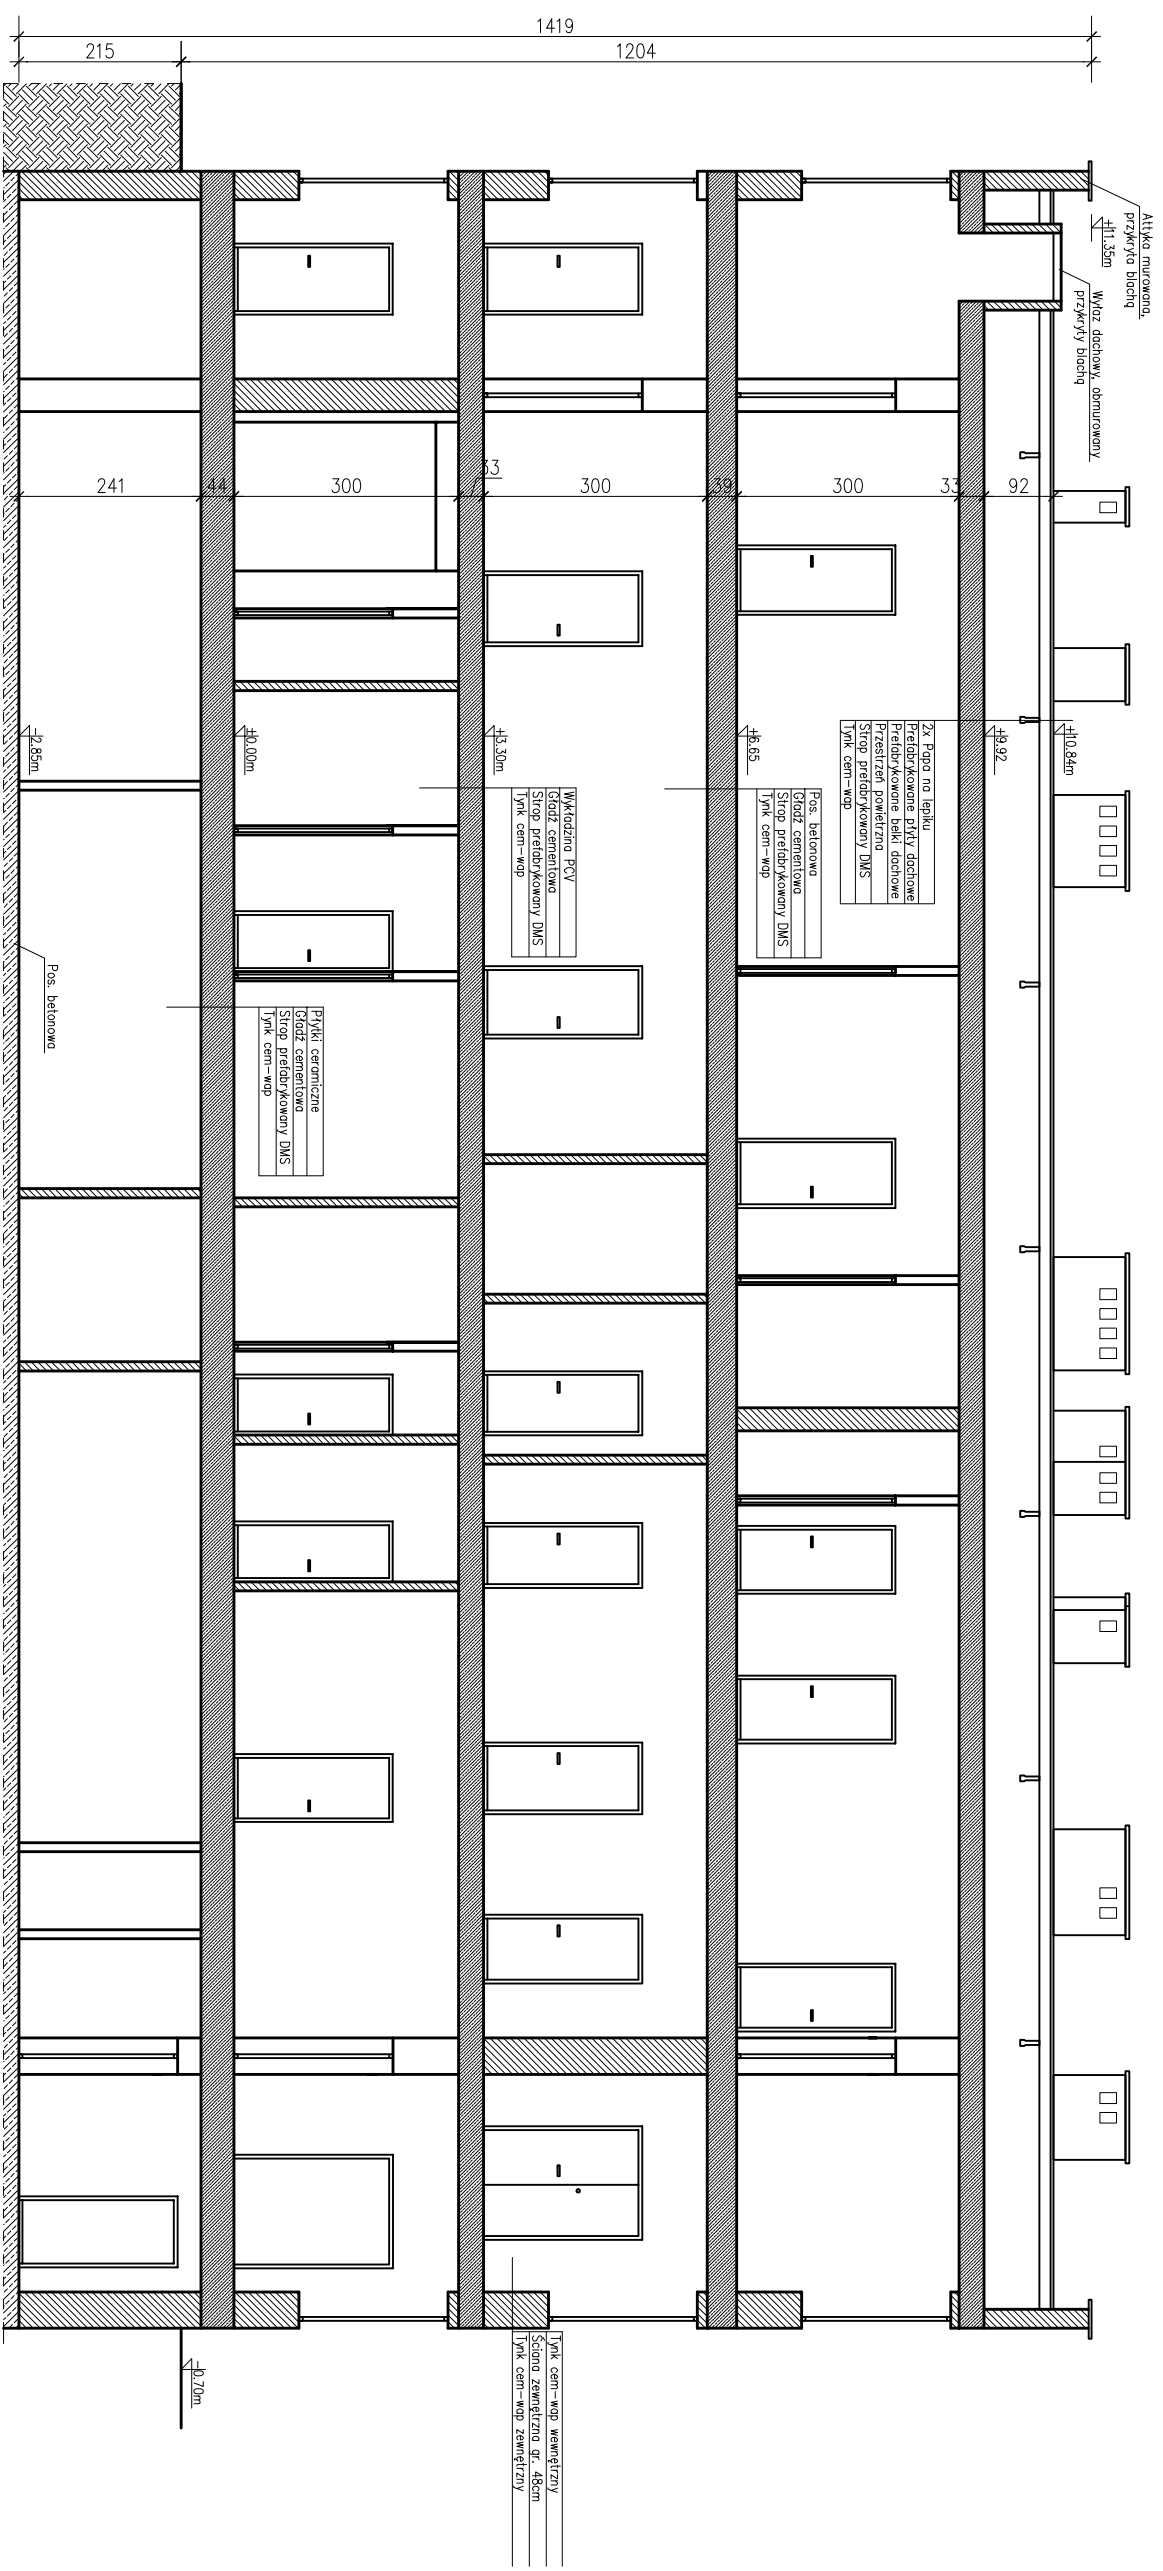 1419
215
1204
Attyka murowana,
przykryta blachą
+11.35m
Właz dachowy, obmurowany
przykryty blachą
241
44
300
33
300
39
300
33
92
-2.85m
±0.00m
+3.30m
+6.65
+9.92
+10.84m
2x Papa na lepiku
Prefabrykowane płyty dachowe
Prefabrykowane belki dachowe
Przestrzeń powietrzna
Strop prefabrykowany DMS
Tynk cem-wap
Pos. betonowa
Gładź cementowa
Strop prefabrykowany DMS
Tynk cem-wap
Wykładzina PCV
Gładź cementowa
Strop prefabrykowany DMS
Tynk cem-wap
Płytki ceramiczne
Gładź cementowa
Strop prefabrykowany DMS
Tynk cem-wap
Pos. betonowa
-0.70m
Tynk cem-wap wewnętrzny
Ściana zewnętrzna gr. 48cm
Tynk cem-wap zewnętrzny